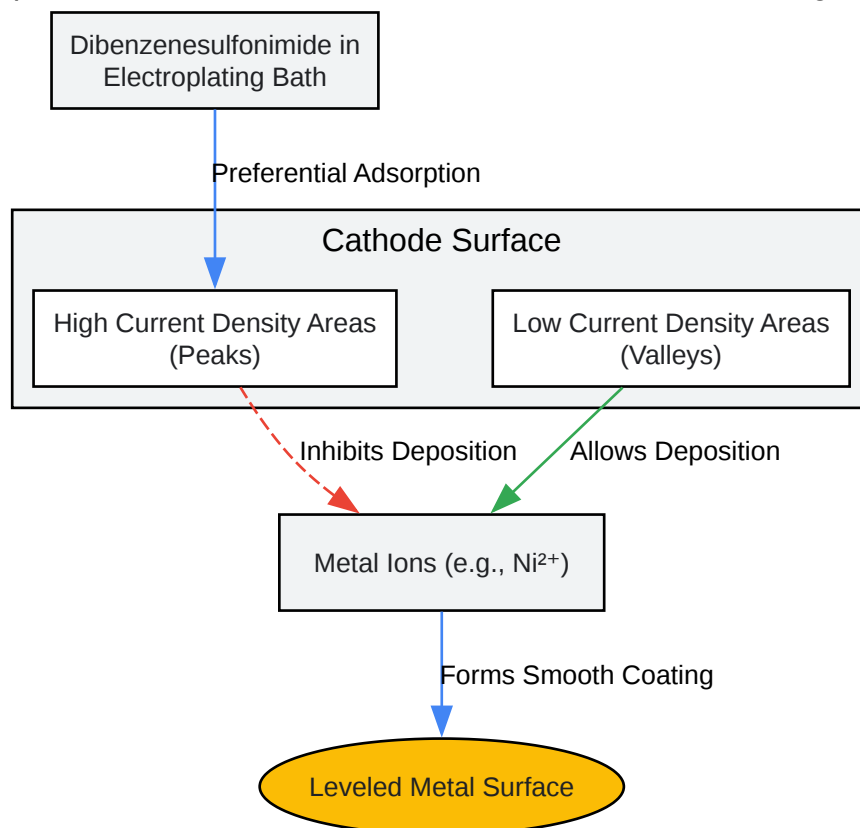 Dibenzenesulfonimide in
Electroplating Bath
Preferential Adsorption
Cathode Surface
High Current Density Areas
(Peaks)
Low Current Density Areas
(Valleys)
Inhibits Deposition
Allows Deposition
Metal Ions (e.g., Ni²⁺)
Forms Smooth Coating
Leveled Metal Surface